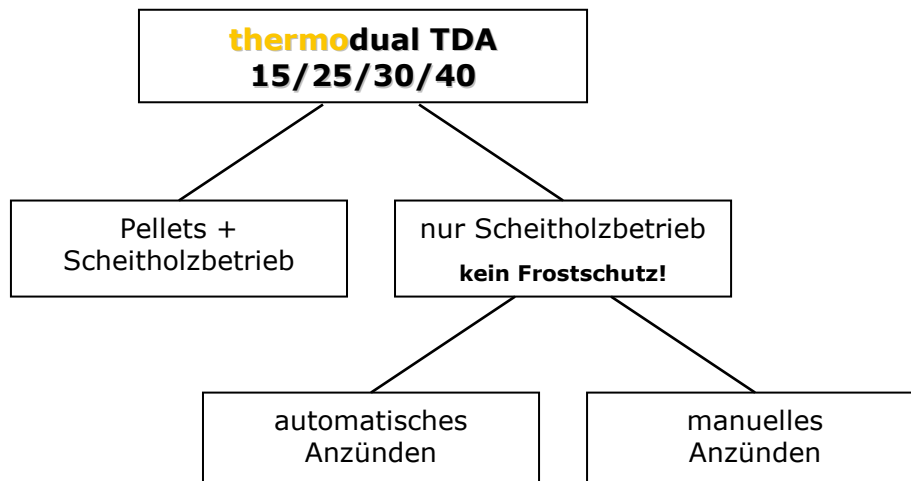 thermodual TDA
15/25/30/40
Pellets +
Scheitholzbetrieb
nur Scheitholzbetrieb
kein Frostschutz!
automatisches
Anzünden
manuelles
Anzünden